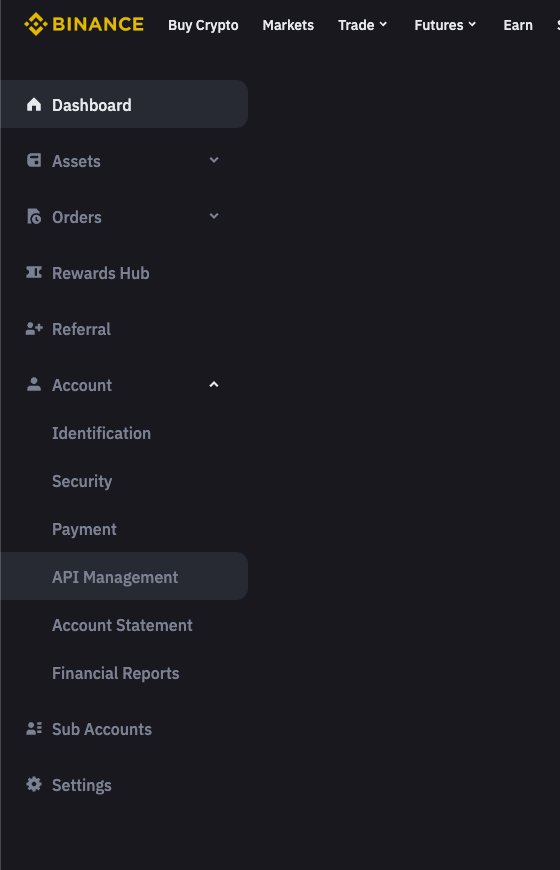 BINANCE Buy Crypto Markets Trade Futures Earn
Dashboard
Assets
Orders
Rewards Hub
Referral
Account
Identification
Security
Payment
API Management
Account Statement
Financial Reports
Sub Accounts
Settings